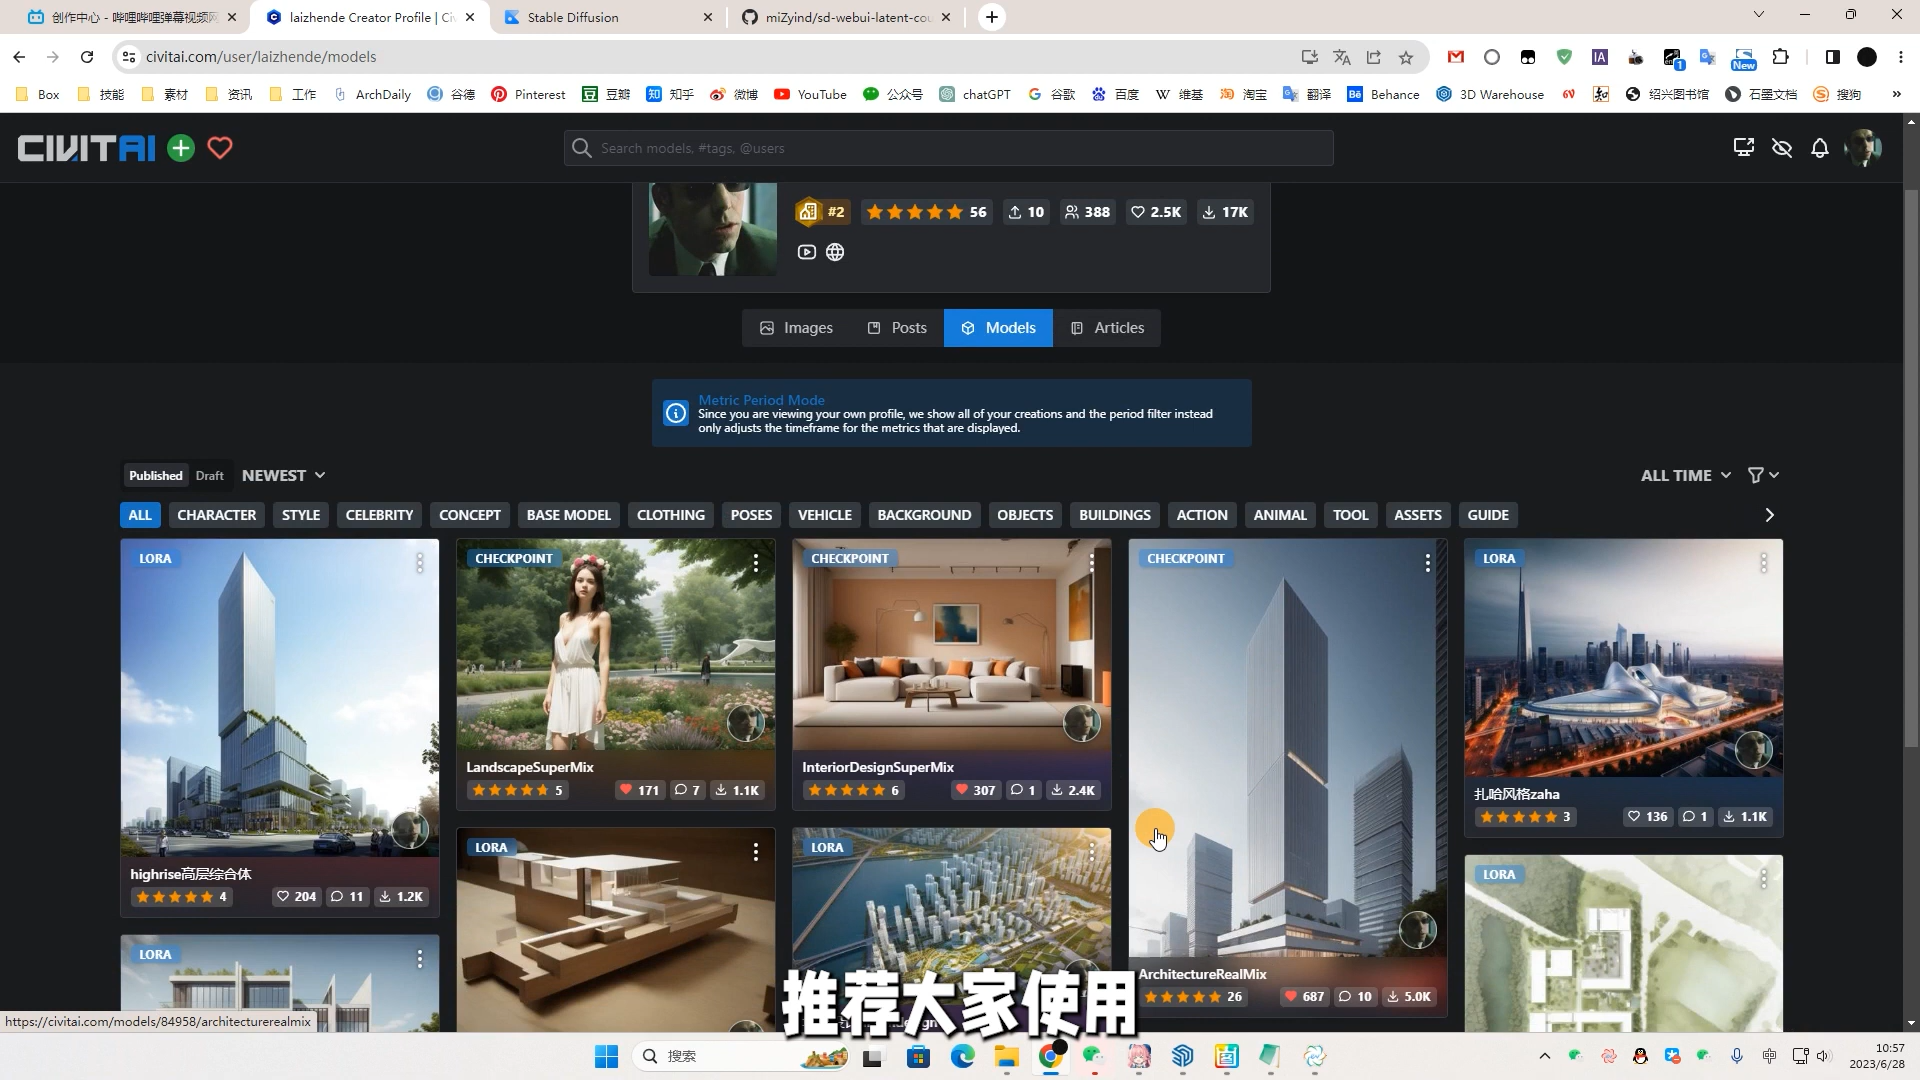 创作中心 - 哔哩哔哩弹幕视频网
laizhende Creator Profile | Civ
Stable Diffusion
miZyind/sd-webui-latent-cou
civitai.com/user/laizhende/models
IA
1
New
Box
技能
素材
资讯
工作
ArchDaily
谷德
Pinterest
豆瓣
知乎
微博
YouTube
公众号
chatGPT
谷歌
百度
维基
淘宝
翻译
Behance
3D Warehouse
绍兴图书馆
石墨文档
搜狗
CIVITAI
Search models, #tags, @users
#2
56
10
388
2.5K
17K
Images
Posts
Models
Articles
Metric Period Mode
Since you are viewing your own profile, we show all of your creations and the period filter instead
only adjusts the timeframe for the metrics that are displayed.
Published
Draft
NEWEST
ALL TIME
ALL
CHARACTER
STYLE
CELEBRITY
CONCEPT
BASE MODEL
CLOTHING
POSES
VEHICLE
BACKGROUND
OBJECTS
BUILDINGS
ACTION
ANIMAL
TOOL
ASSETS
GUIDE
LORA
highrise高层综合体
4
204
11
1.2K
CHECKPOINT
LandscapeSuperMix
5
171
7
1.1K
CHECKPOINT
InteriorDesignSuperMix
6
307
1
2.4K
CHECKPOINT
ArchitectureRealMix
26
687
10
5.0K
LORA
扎哈风格zaha
3
136
1
1.1K
LORA
LORA
LORA
LORA
推荐大家使用
https://civitai.com/models/84958/architecturerealmix
搜索
中
10:57
2023/6/28